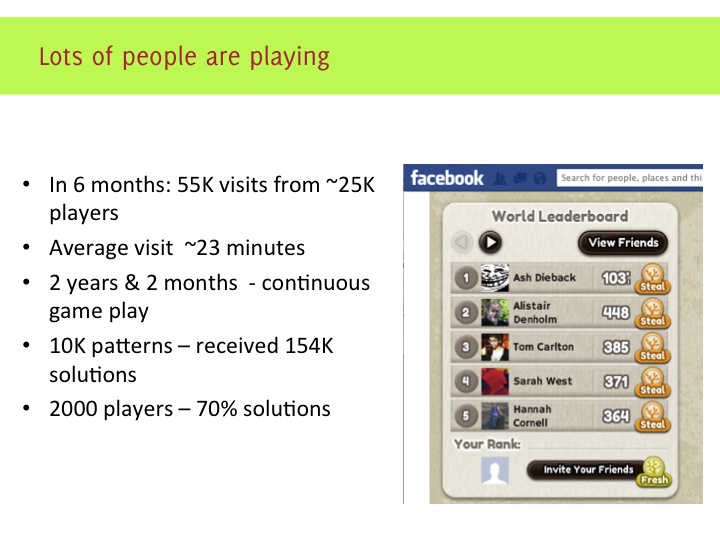 Lots of people are playing
• In 6 months: 55K visits from ~25K
players
• Average visit ~23 minutes
• 2 years & 2 months - continuous
game play
• 10K patterns – received 154K
solutions
• 2000 players – 70% solutions
facebook
Search for people, places and thi
World Leaderboard
View Friends
1 Ash Dieback Steal
2 Alistair
Denholm 448 Steal
3 Tom Carlton 385 Steal
4 Sarah West 371 Steal
5 Hannah
Cornell 364 Steal
Your Rank:
Invite Your Friends
Fresh